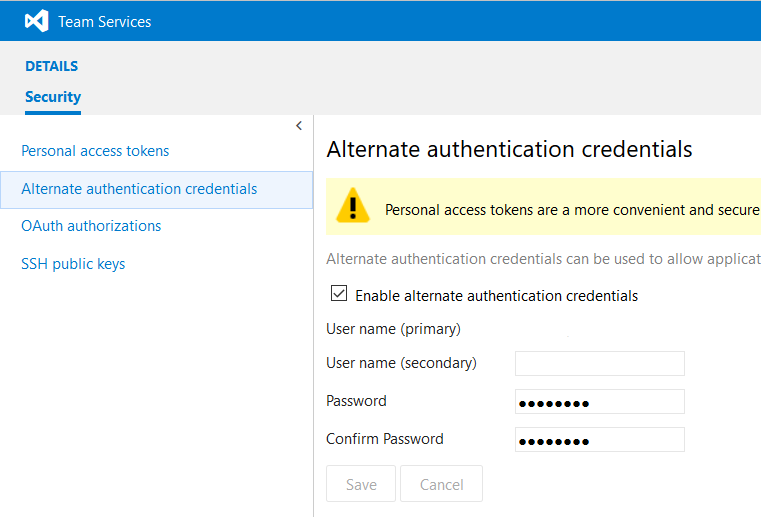 Team Services
DETAILS
Security
Personal access tokens
Alternate authentication credentials
OAuth authorizations
SSH public keys
Alternate authentication credentials
Personal access tokens are a more convenient and secure
Alternate authentication credentials can be used to allow applicat
Enable alternate authentication credentials
User name (primary)
User name (secondary)
Password
Confirm Password
Save Cancel